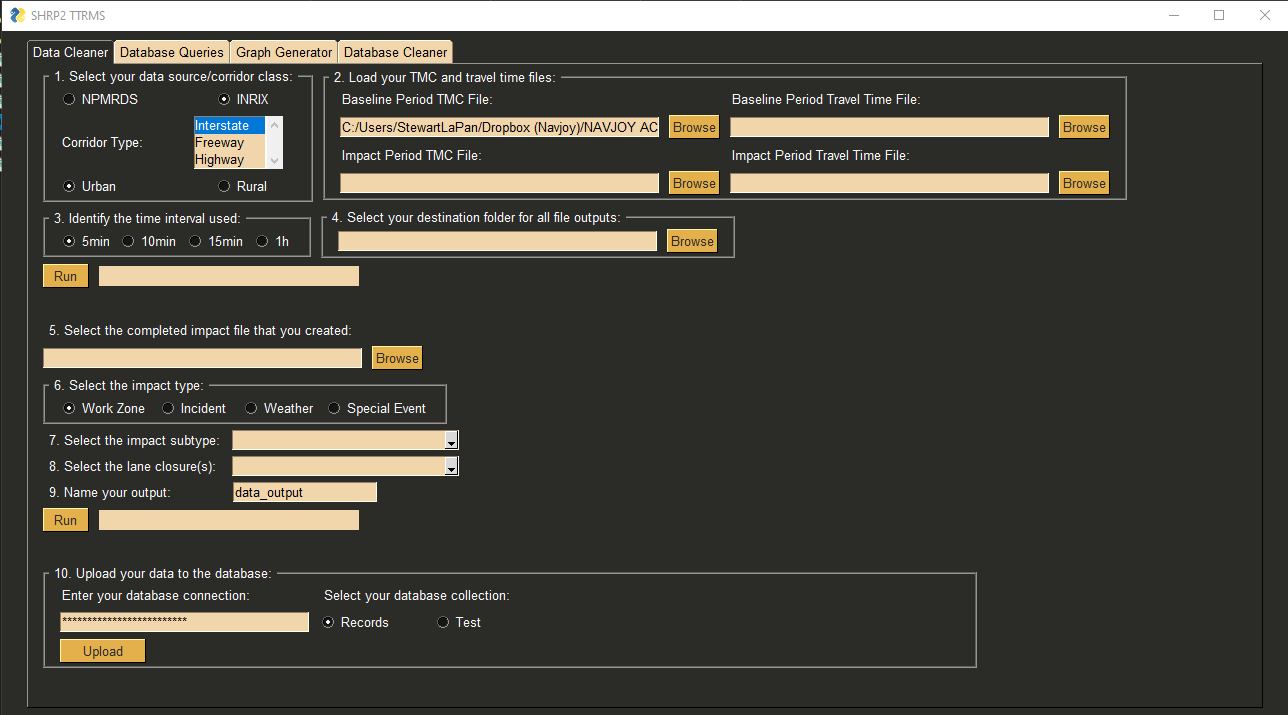 SHRP2 TTRMS
Data Cleaner Database Queries Graph Generator Database Cleaner
1. Select your data source/corridor class:
NPMRDS INRIX
Corridor Type:
Interstate
Freeway
Highway
Urban Rural
2. Load your TMC and travel time files:
Baseline Period TMC File: Baseline Period Travel Time File:
C:/Users/StewartLaPan/Dropbox (Navjoy)/NAVJOY AC Browse Browse
Impact Period TMC File: Impact Period Travel Time File:
Browse Browse
3. Identify the time interval used:
5min 10min 15min 1h
4. Select your destination folder for all file outputs:
Browse
Run
5. Select the completed impact file that you created:
Browse
6. Select the impact type:
Work Zone Incident Weather Special Event
7. Select the impact subtype:
8. Select the lane closure(s):
9. Name your output: data_output
Run
10. Upload your data to the database:
Enter your database connection: Select your database collection:
************************* Records Test
Upload